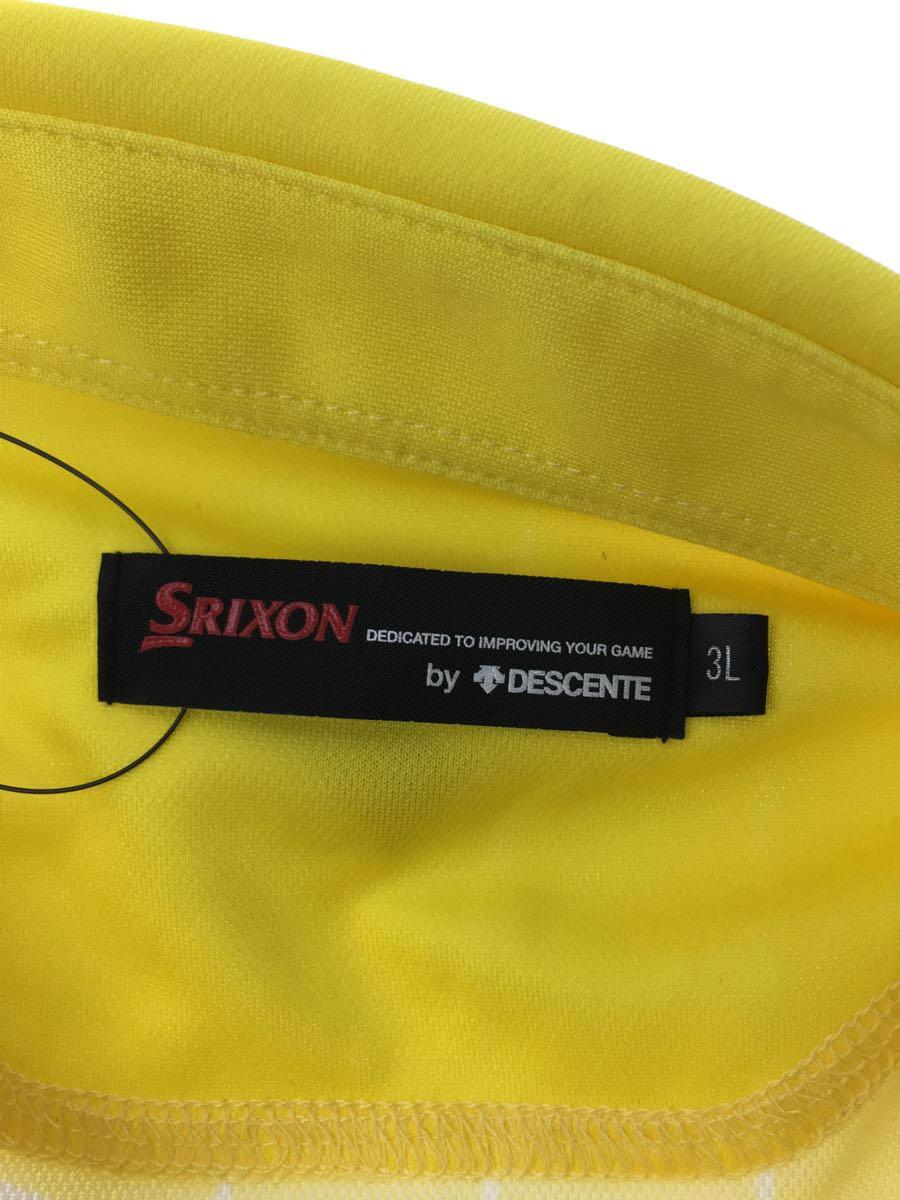 SRIXON
DEDICATED TO IMPROVING YOUR GAME
by DESCENTE
3L